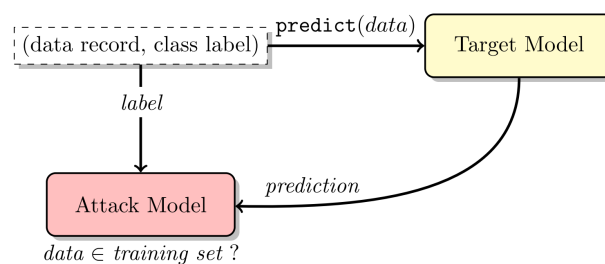 (data record, class label)
predict(data)
Target Model
label
prediction
Attack Model
data ∈ training set ?